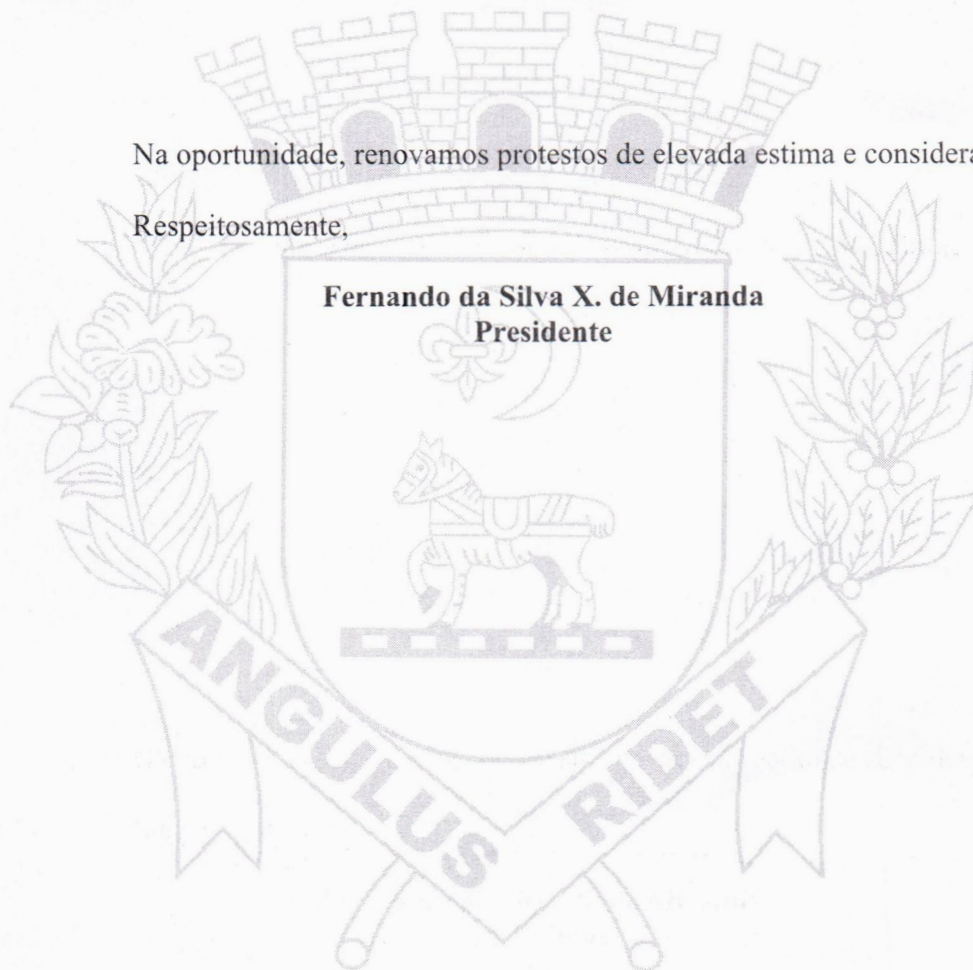 Na oportunidade, renovamos protestos de elevada estima e considera
Respeitosamente,
Fernando da Silva X. de Miranda
Presidente
ANGULUS RIDET